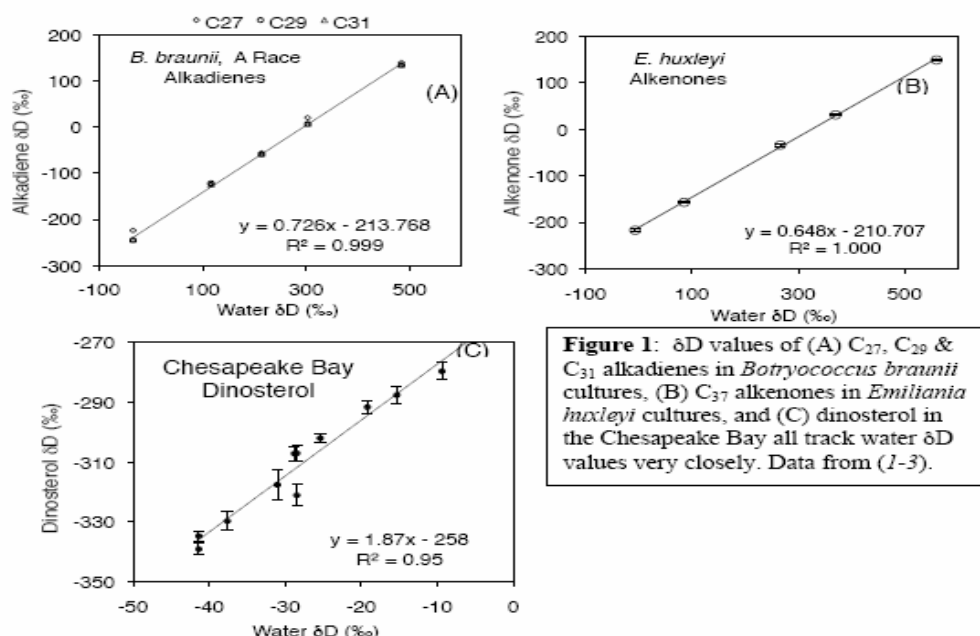 ◇ C27 ○ C29 △ C31
B. braunii, A Race
Alkadienes
(A)
Alkadiene δD (‰)
200
100
0
-100
-200
-300
y = 0.726x - 213.768
R² = 0.999
-100 100 300 500
Water δD (‰)
E. huxleyi
Alkenones
(B)
Alkenone δD (‰)
200
100
0
-100
-200
-300
y = 0.648x - 210.707
R² = 1.000
-100 100 300 500
Water δD (‰)
Chesapeake Bay
Dinosterol
(C)
Dinosterol δD (‰)
-270
-290
-310
-330
-350
y = 1.87x - 258
R² = 0.95
-50 -40 -30 -20 -10 0
Water δD (‰)
Figure 1: δD values of (A) C₂₇, C₂₉ &
C₃₁ alkadienes in Botryococcus braunii
cultures, (B) C₃₇ alkenones in Emiliania
huxleyi cultures, and (C) dinosterol in
the Chesapeake Bay all track water δD
values very closely. Data from (1-3).